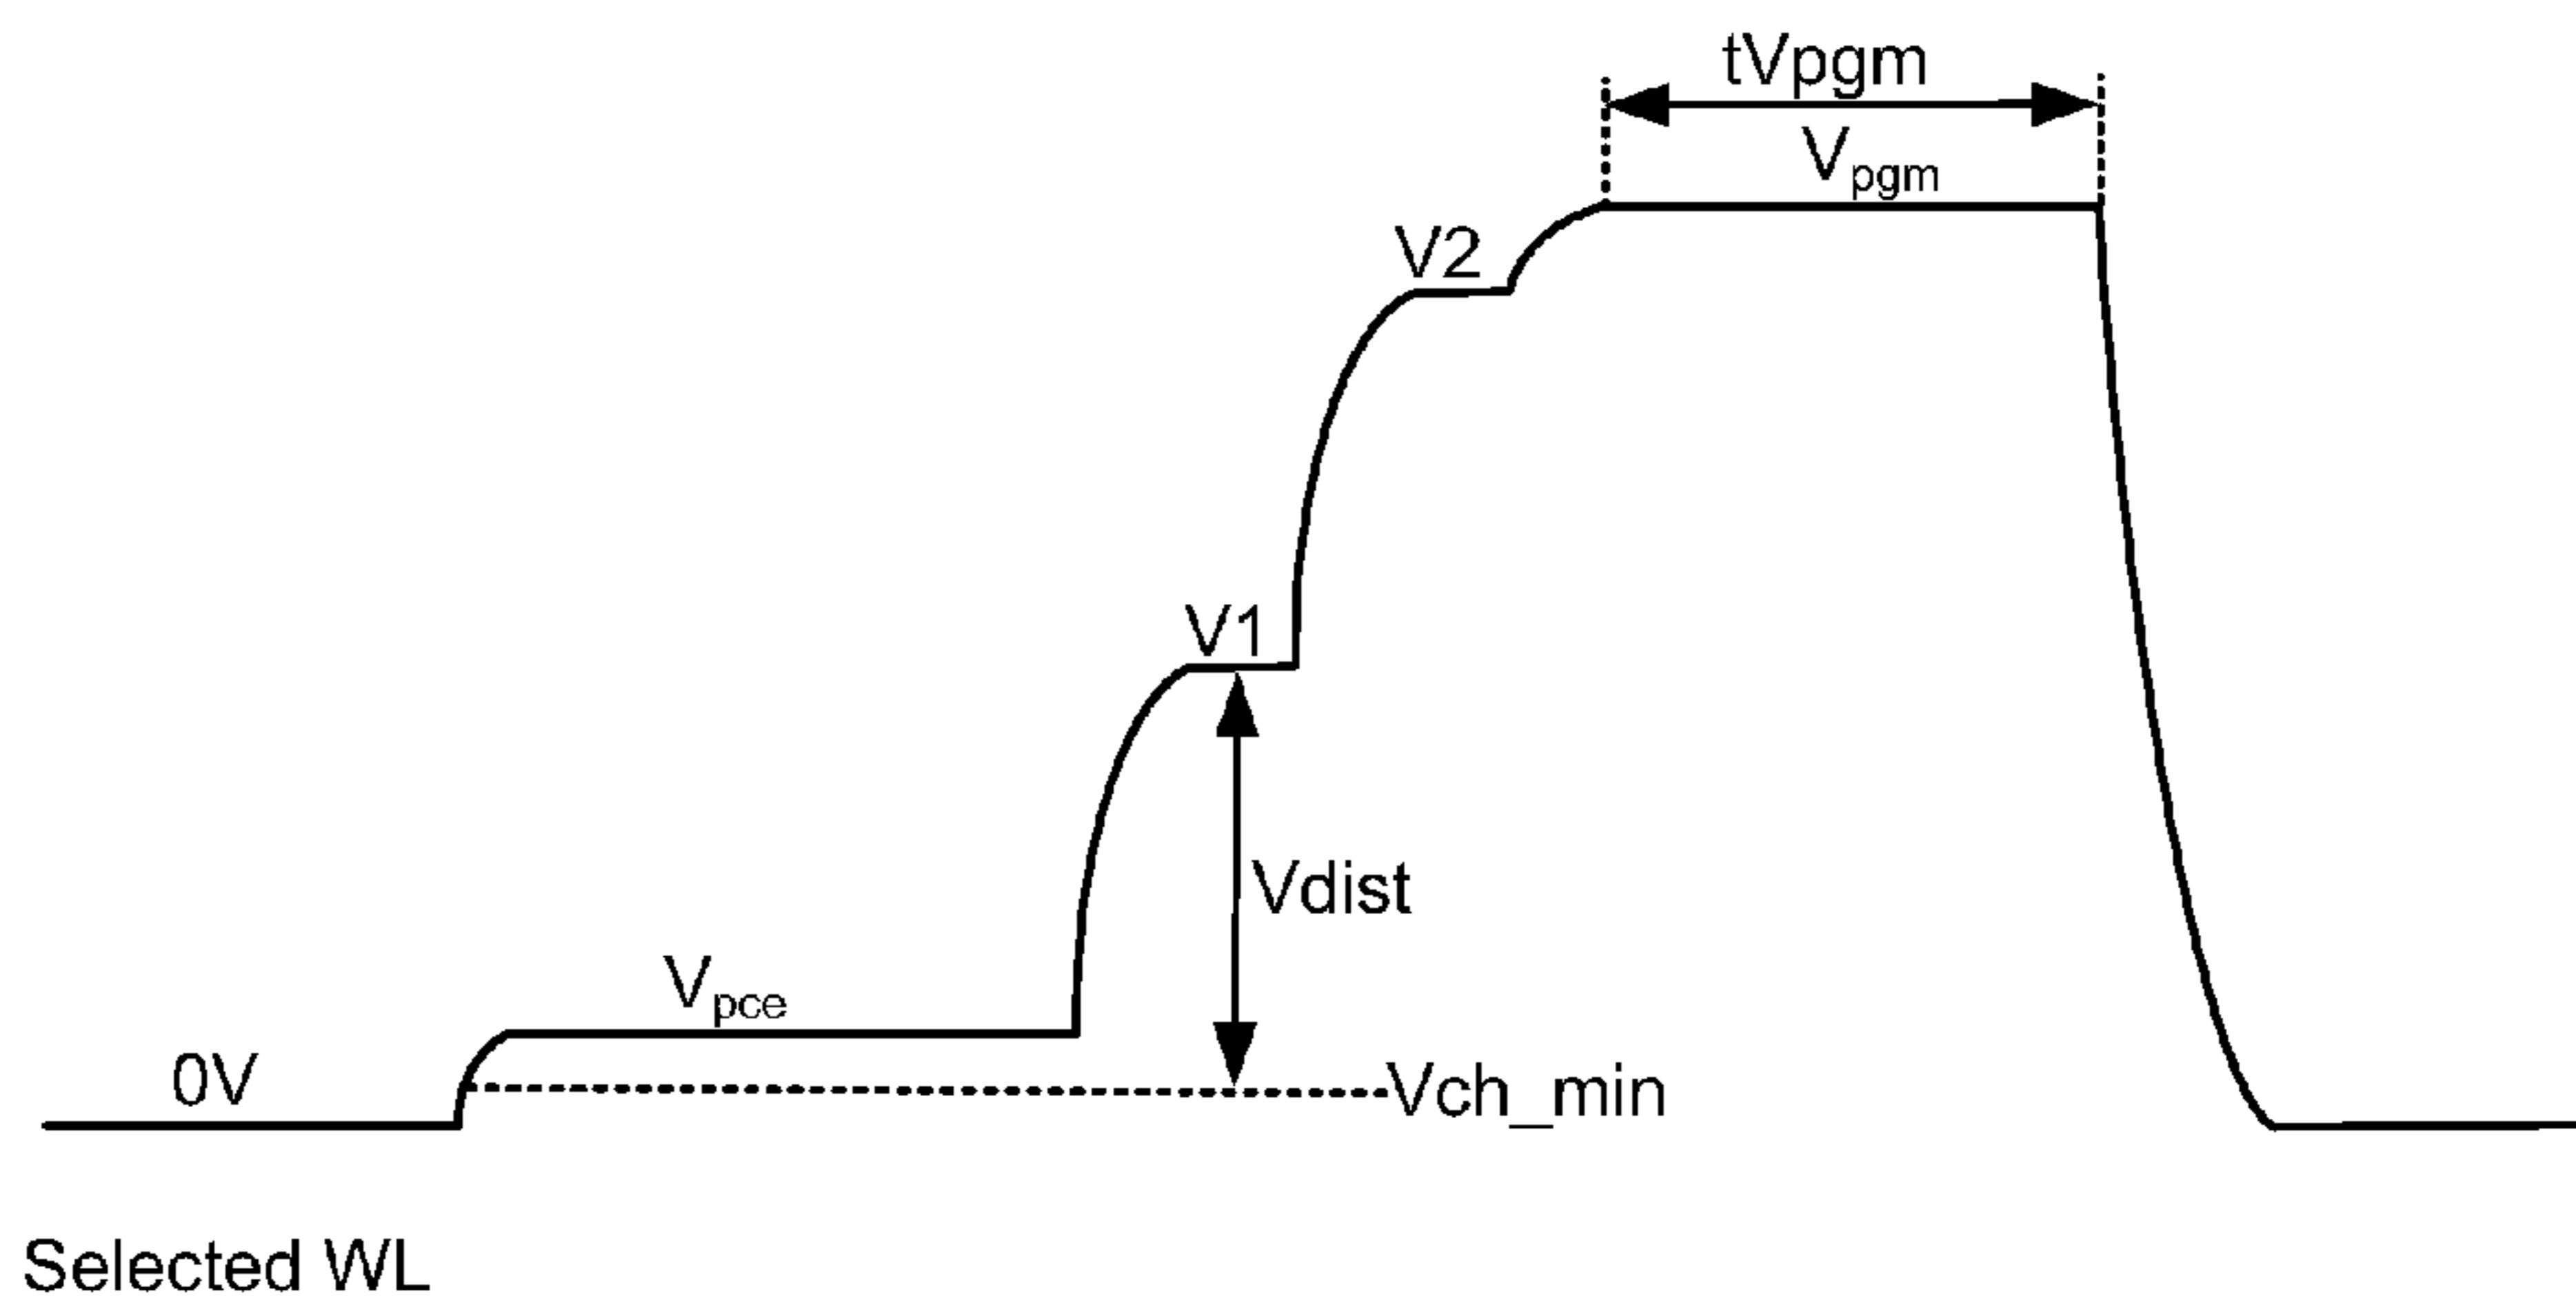 tVpgm
Vpgm
V2
V1
Vdist
Vpce
0V
Vch_min
Selected WL